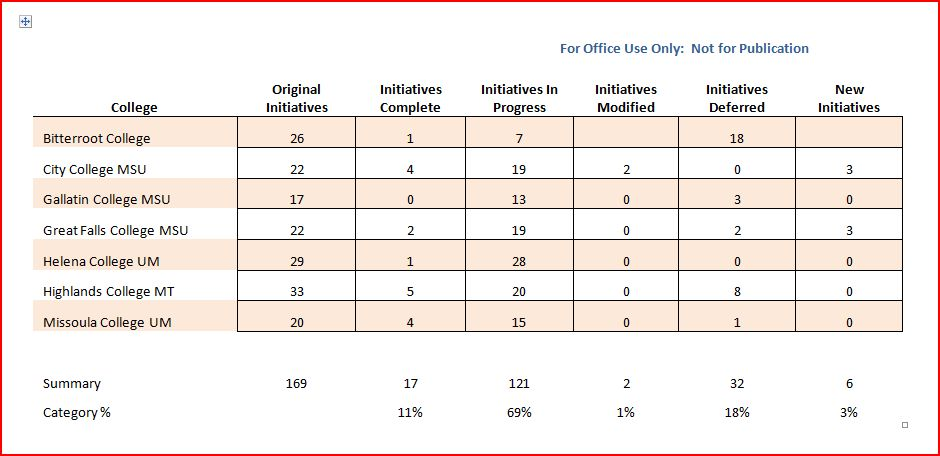 For Office Use Only: Not for Publication
College Original Initiatives Initiatives Complete Initiatives In Progress Initiatives Modified Initiatives Deferred New Initiatives
Bitterroot College 26 1 7 18
City College MSU 22 4 19 2 0 3
Gallatin College MSU 17 0 13 0 3 0
Great Falls College MSU 22 2 19 0 2 3
Helena College UM 29 1 28 0 0 0
Highlands College MT 33 5 20 0 8 0
Missoula College UM 20 4 15 0 1 0
Summary 169 17 121 2 32 6
Category % 11% 69% 1% 18% 3%